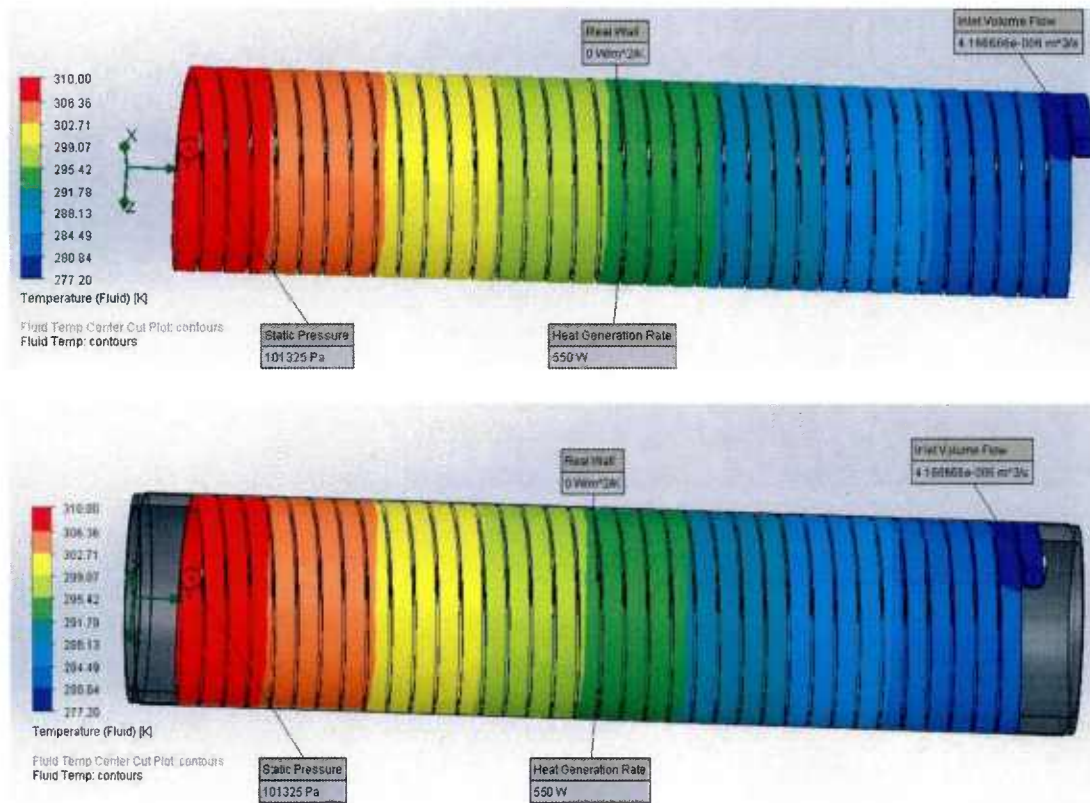 Real Wall
0 W/m^2/K
Inlet Volume Flow
4.166666e-006 m^3/s
310.00
306.36
302.71
299.07
295.42
291.78
288.13
284.49
280.84
277.20
Temperature (Fluid) [K]
Fluid Temp Center Cut Plot: contours
Fluid Temp: contours
X
Z
Static Pressure
101325 Pa
Heat Generation Rate
550 W
Real Wall
0 W/m^2/K
Inlet Volume Flow
4.166666e-006 m^3/s
310.00
306.36
302.71
299.07
295.42
291.78
288.13
284.49
280.84
277.20
Temperature (Fluid) [K]
Fluid Temp Center Cut Plot: contours
Fluid Temp: contours
Static Pressure
101325 Pa
Heat Generation Rate
550 W